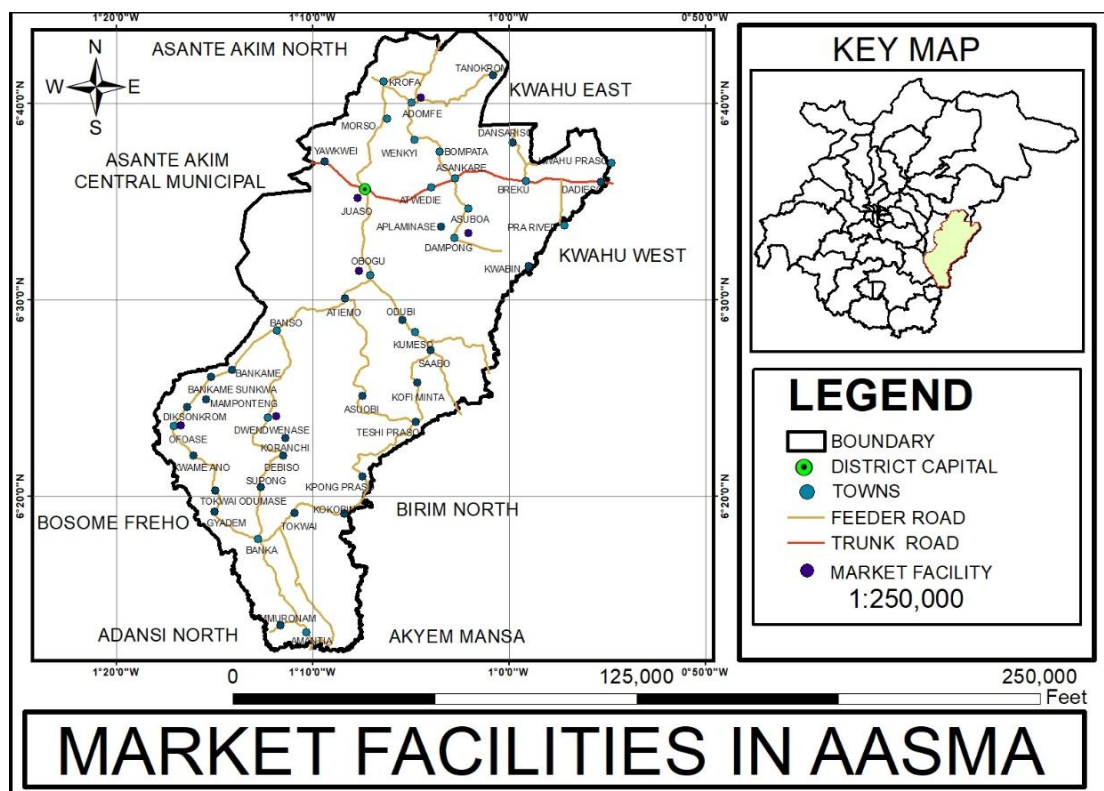 1°20'0"W 1°10'0"W 1°0'0"W 0°50'0"W
N
W E
S
ASANTE AKIM NORTH
TANOKROM
KROFA
KWAHU EAST
6°40'0"N
6°40'0"N
ADOMFE
MORSO
DANSARISO
WENKYI
BOMPATA
YAWKWEI
ASANKARE
KWAHU PRASO
ASANTE AKIM
CENTRAL MUNICIPAL
ATWEDIE
BREKU
DADIESO
JUASO
ASUBOA
APLAMINASE
PRA RIVER
DAMPONG
KWAHU WEST
OBOGU
KWABIN
6°30'0"N
6°30'0"N
ATIEMO
ODUBI
BANSO
KUMESO
SAABO
BANKAME
BANKAME SUNKWA
MAMPONTENG
KOFI MINTA
DIKSONKROM
ASUOBI
DWENDWENASE
TESHI PRASO
OFOASE
KORANCHI
KWAME ANO
DEBISO
SUPONG
KPONG PRASO
6°20'0"N
6°20'0"N
TOKWAI ODUMASE
KOKOBIN
BIRIM NORTH
BOSOME FREHO
GYADEM
TOKWAI
BANKA
MMURONAM
ADANSI NORTH
AMANTIA
AKYEM MANSA
1°20'0"W 1°10'0"W 1°0'0"W 0°50'0"W
KEY MAP
LEGEND
BOUNDARY
DISTRICT CAPITAL
TOWNS
FEEDER ROAD
TRUNK ROAD
MARKET FACILITY
1:250,000
0 125,000 250,000
Feet
MARKET FACILITIES IN AASMA